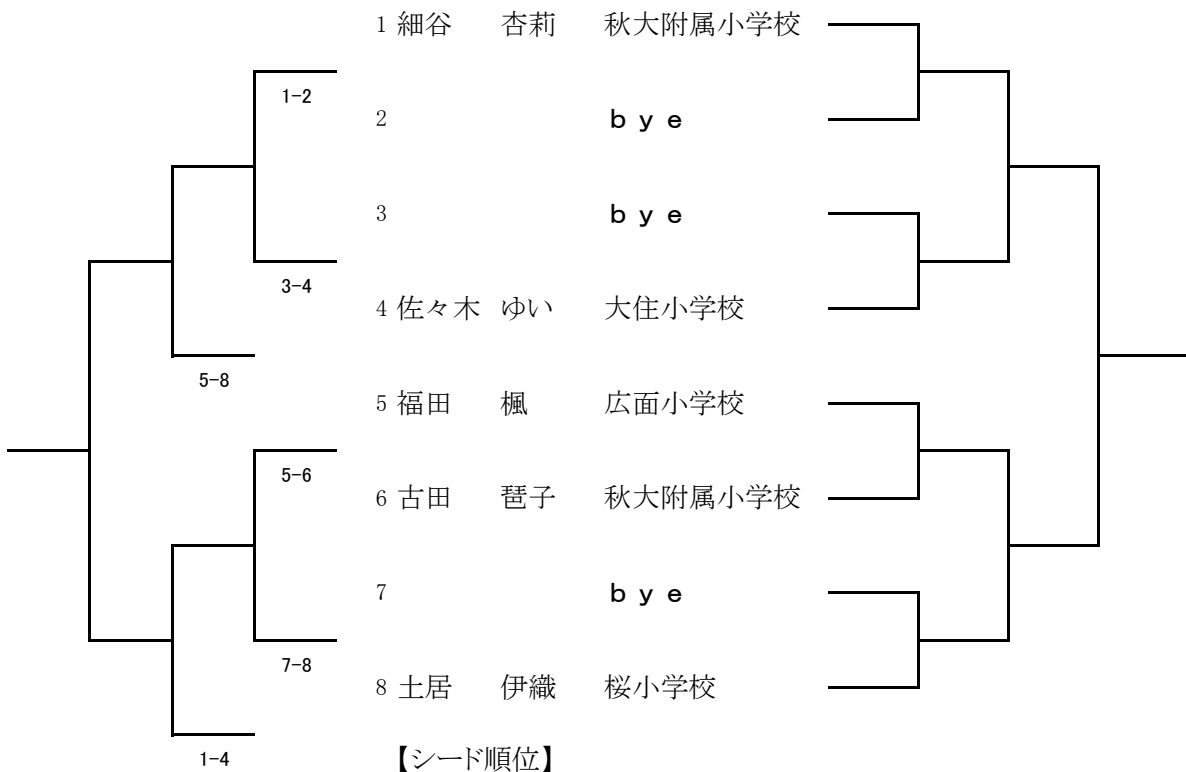 1 細谷 杏莉 秋大附属小学校
1-2
2 bye
3 bye
3-4
4 佐々木 ゆい 大住小学校
5-8
5 福田 楓 広面小学校
5-6
6 古田 琶子 秋大附属小学校
7 bye
7-8
8 土居 伊織 桜小学校
1-4
【シード順位】